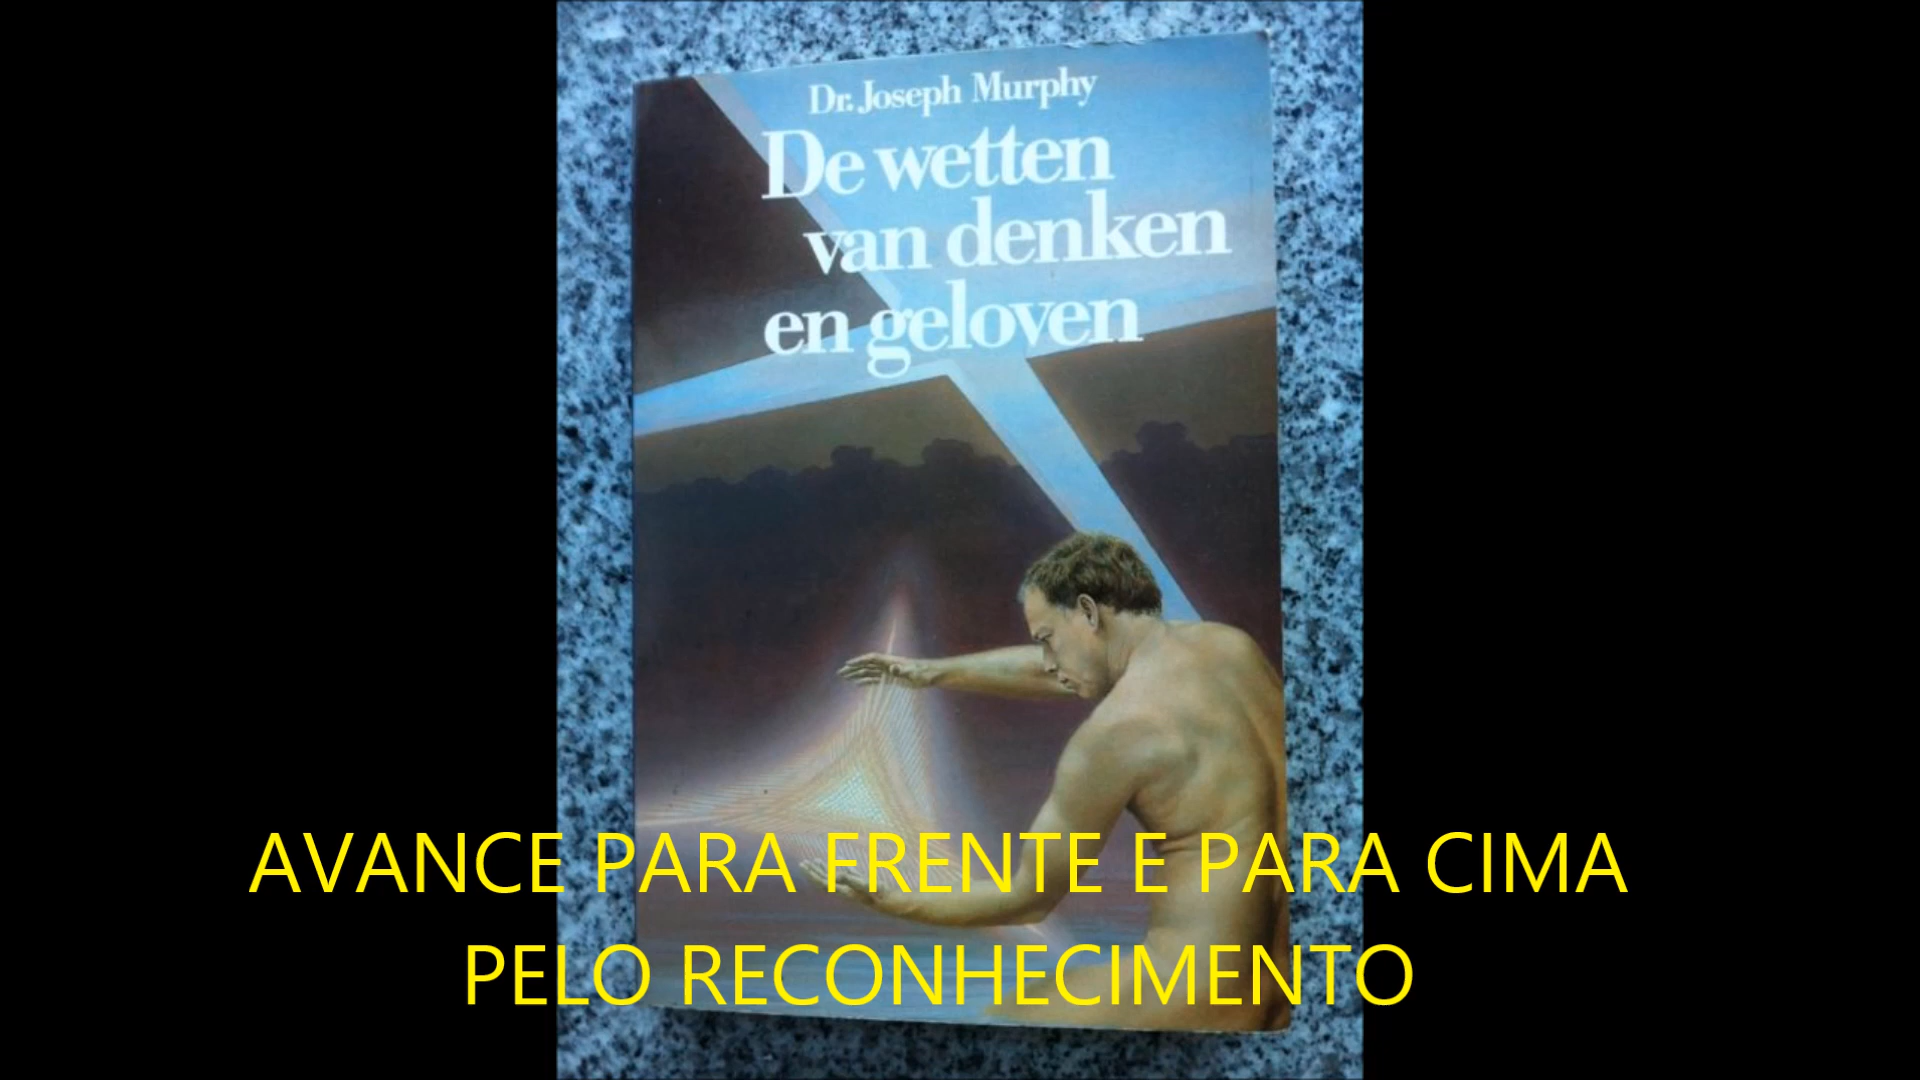 Dr. Joseph Murphy
De wetten
van denken
en geloven
AVANCE PARA FRENTE E PARA CIMA
PELO RECONHECIMENTO